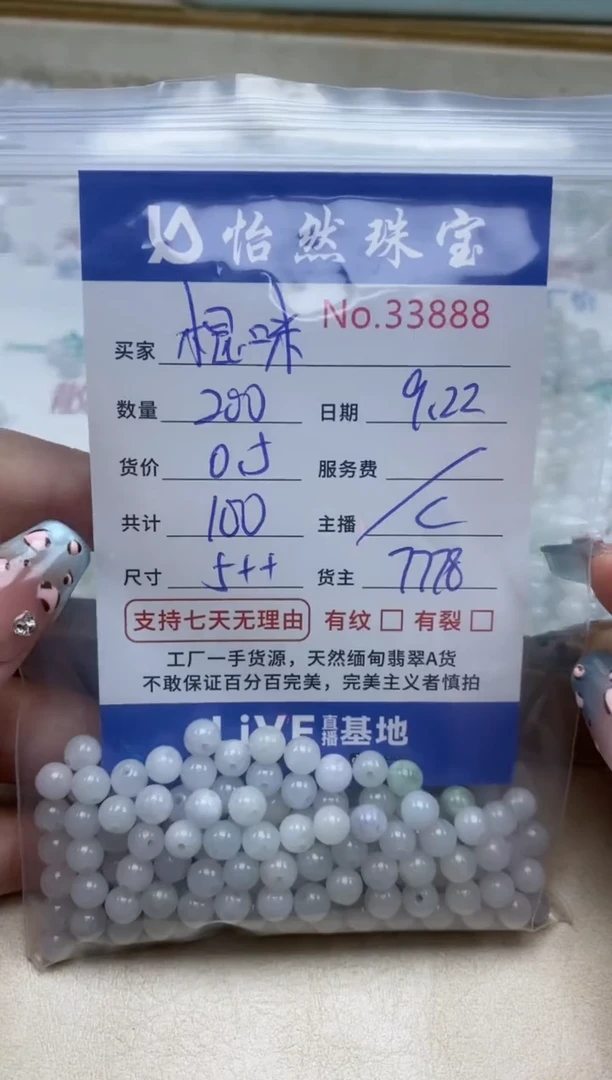 怡然珠宝
No.33888
买家
数量 200 日期 9.22
货价 0.5 服务费 /
共计 100 主播 C
尺寸 5++ 货主 7778
支持七天无理由 有纹□ 有裂□
工厂一手货源，天然缅甸翡翠A货
不敢保证百分百完美，完美主义者慎拍
LiVE直播基地